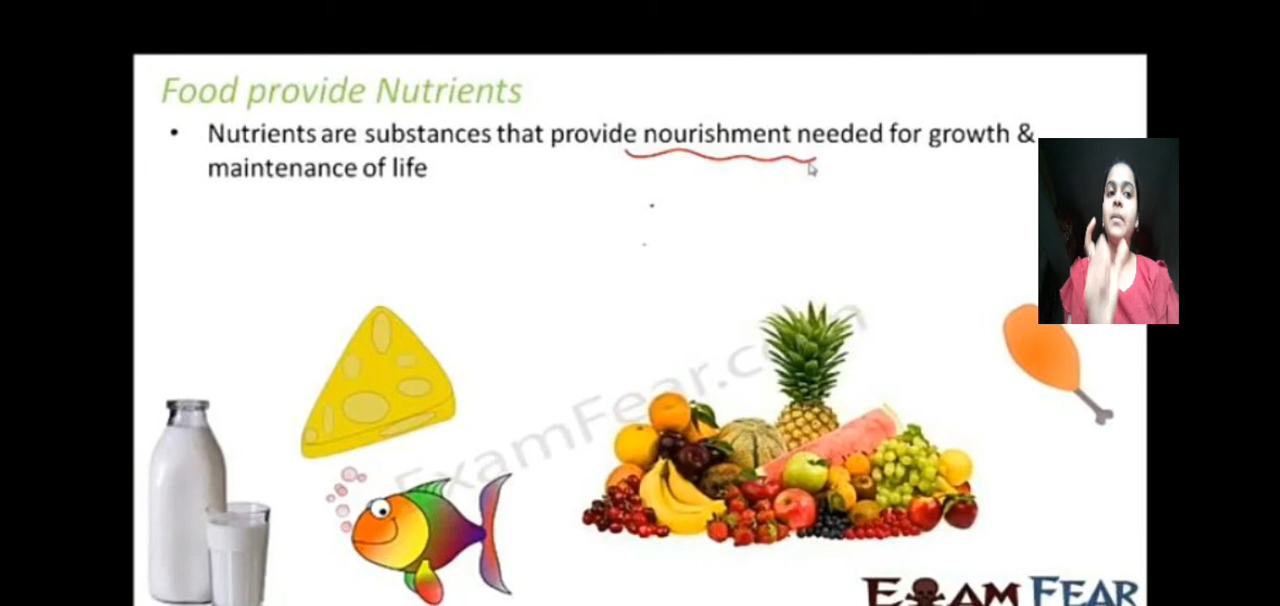 Food provide Nutrients
• Nutrients are substances that provide nourishment needed for growth &
maintenance of life
ExamFear.com
EXAM FEAR